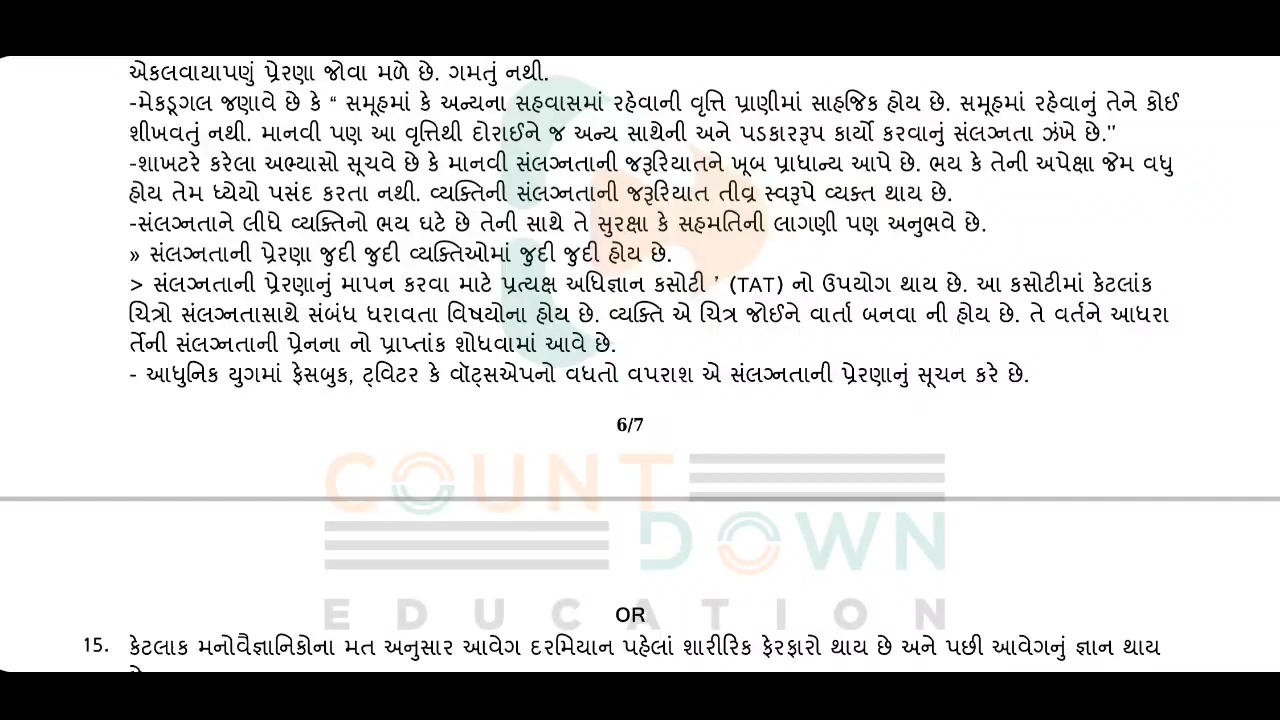 એકલવાયાપણું પ્રેરણા જોવા મળે છે. ગમતું નથી.
-મેકડૂગલ જણાવે છે કે “ સમૂહમાં કે અન્યના સહવાસમાં રહેવાની વૃત્તિ પ્રાણીમાં સાહજિક હોય છે. સમૂહમાં રહેવાનું તેને કોઈ
શીખવતું નથી. માનવી પણ આ વૃત્તિથી દોરાઈને જ અન્ય સાથેની અને પડકારરૂપ કાર્યો કરવાનું સંલગ્નતા ઝંખે છે.''
-શાખટરે કરેલા અભ્યાસો સૂચવે છે કે માનવી સંલગ્નતાની જરૂરિયાતને ખૂબ પ્રાધાન્ય આપે છે. ભય કે તેની અપેક્ષા જેમ વધુ
હોય તેમ ધ્યેયો પસંદ કરતા નથી. વ્યક્તિની સંલગ્નતાની જરૂરિયાત તીવ્ર સ્વરૂપે વ્યક્ત થાય છે.
-સંલગ્નતાને લીધે વ્યક્તિનો ભય ઘટે છે તેની સાથે તે સુરક્ષા કે સહમતિની લાગણી પણ અનુભવે છે.
» સંલગ્નતાની પ્રેરણા જુદી જુદી વ્યક્તિઓમાં જુદી જુદી હોય છે.
> સંલગ્નતાની પ્રેરણાનું માપન કરવા માટે પ્રત્યક્ષ અધિજ્ઞાન કસોટી ’ (TAT) નો ઉપયોગ થાય છે. આ કસોટીમાં કેટલાંક
ચિત્રો સંલગ્નતાસાથે સંબંધ ધરાવતા વિષયોના હોય છે. વ્યક્તિ એ ચિત્ર જોઈને વાર્તા બનવા ની હોય છે. તે વર્તને આધરા
ર્તેની સંલગ્નતાની પ્રેનના નો પ્રાપ્તાંક શોધવામાં આવે છે.
- આધુનિક યુગમાં ફેસબુક, ટ્વિટર કે વૉટ્સએપનો વધતો વપરાશ એ સંલગ્નતાની પ્રેરણાનું સૂચન કરે છે.
6/7
COUNT
DOWN
EDUCATION
OR
15. કેટલાક મનોવૈજ્ઞાનિકોના મત અનુસાર આવેગ દરમિયાન પહેલાં શારીરિક ફેરફારો થાય છે અને પછી આવેગનું જ્ઞાન થાય